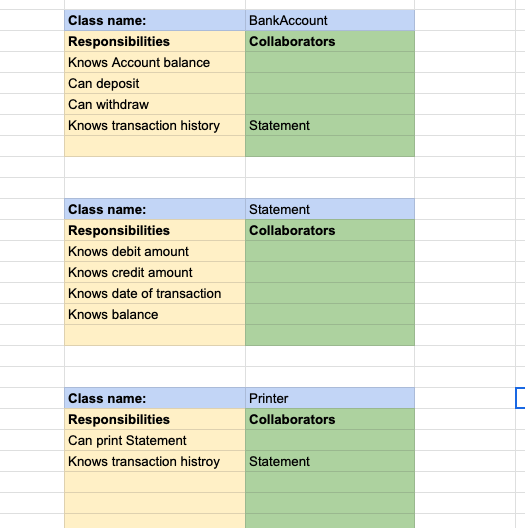 Class name: BankAccount
Responsibilities Collaborators
Knows Account balance
Can deposit
Can withdraw
Knows transaction history Statement
Class name: Statement
Responsibilities Collaborators
Knows debit amount
Knows credit amount
Knows date of transaction
Knows balance
Class name: Printer
Responsibilities Collaborators
Can print Statement
Knows transaction histroy Statement